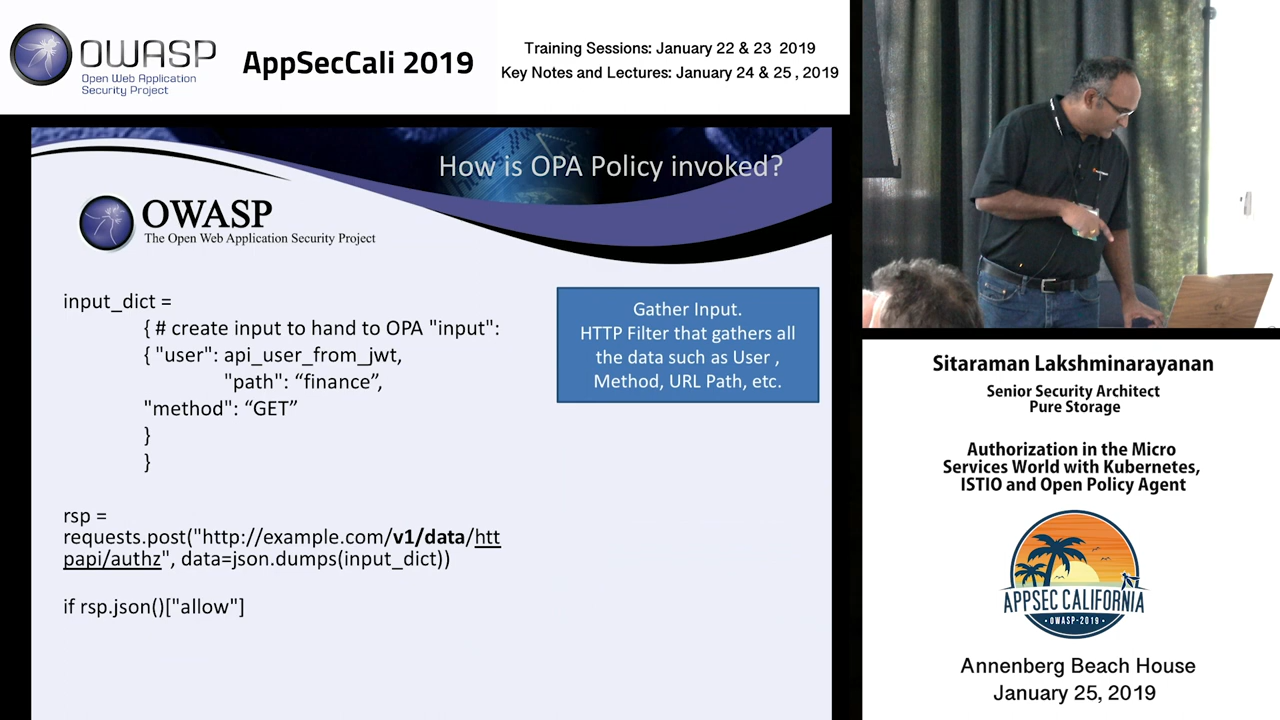 OWASP
Open Web Application
Security Project
AppSecCali 2019
Training Sessions: January 22 & 23 2019
Key Notes and Lectures: January 24 & 25 , 2019
How is OPA Policy invoked?
OWASP
The Open Web Application Security Project
input_dict =
{ # create input to hand to OPA "input":
{ "user": api_user_from_jwt,
"path": “finance”,
"method": “GET”
}
}
rsp =
requests.post("http://example.com/v1/data/htt
papi/authz", data=json.dumps(input_dict))
if rsp.json()["allow"]
Gather Input.
HTTP Filter that gathers all
the data such as User ,
Method, URL Path, etc.
Sitaraman Lakshminarayanan
Senior Security Architect
Pure Storage
Authorization in the Micro
Services World with Kubernetes,
ISTIO and Open Policy Agent
APPSEC CALIFORNIA
• OWASP-2019 •
Annenberg Beach House
January 25, 2019